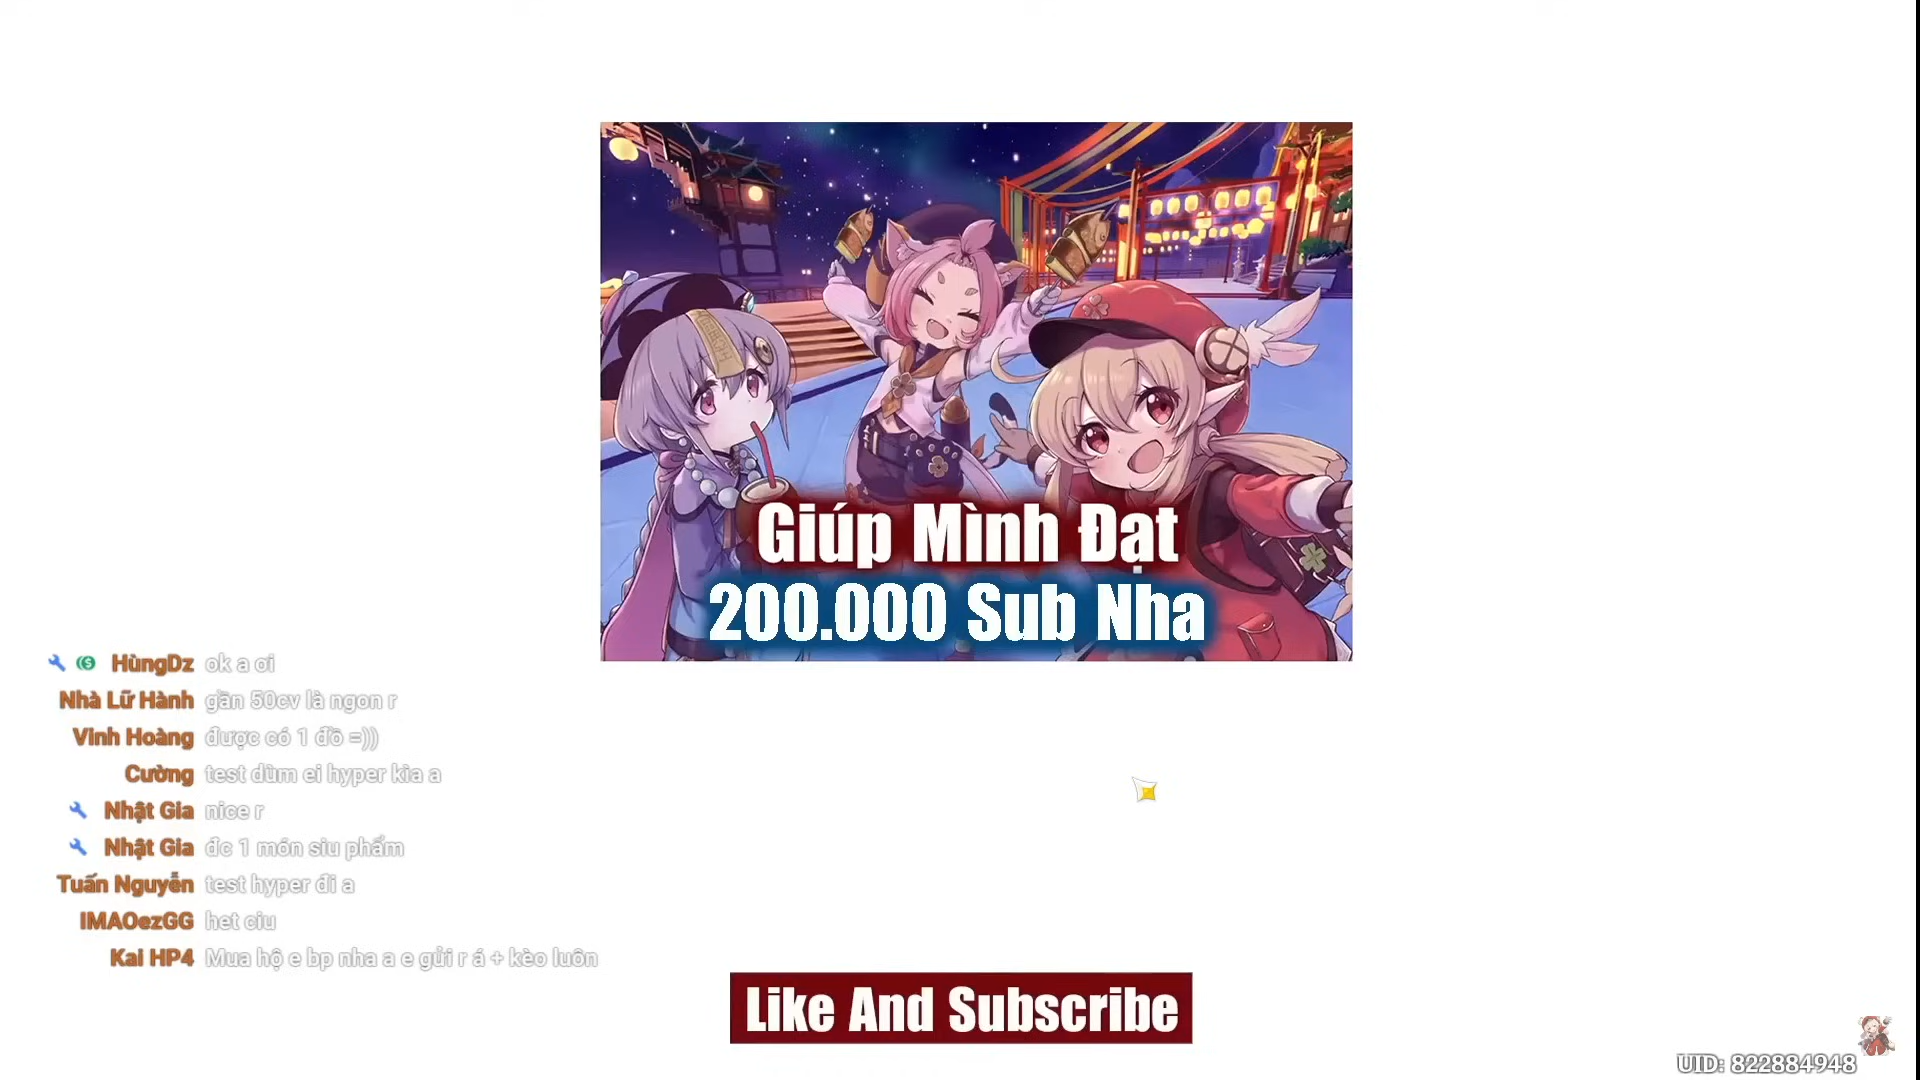 Giúp Mình Đạt
200.000 Sub Nha
HùngDz ok a ơi
Nhà Lữ Hành gần 50cv là ngon r
Vinh Hoàng được có 1 đồ =))
Cường test dùm ei hyper kia a
Nhật Gia nice r
Nhật Gia đc 1 món siu phẩm
Tuấn Nguyễn test hyper đi a
IMAOezGG het ciu
Kai HP4 Mua hộ e bp nha a e gửi r á + kèo luôn
Like And Subscribe
UID: 822884948